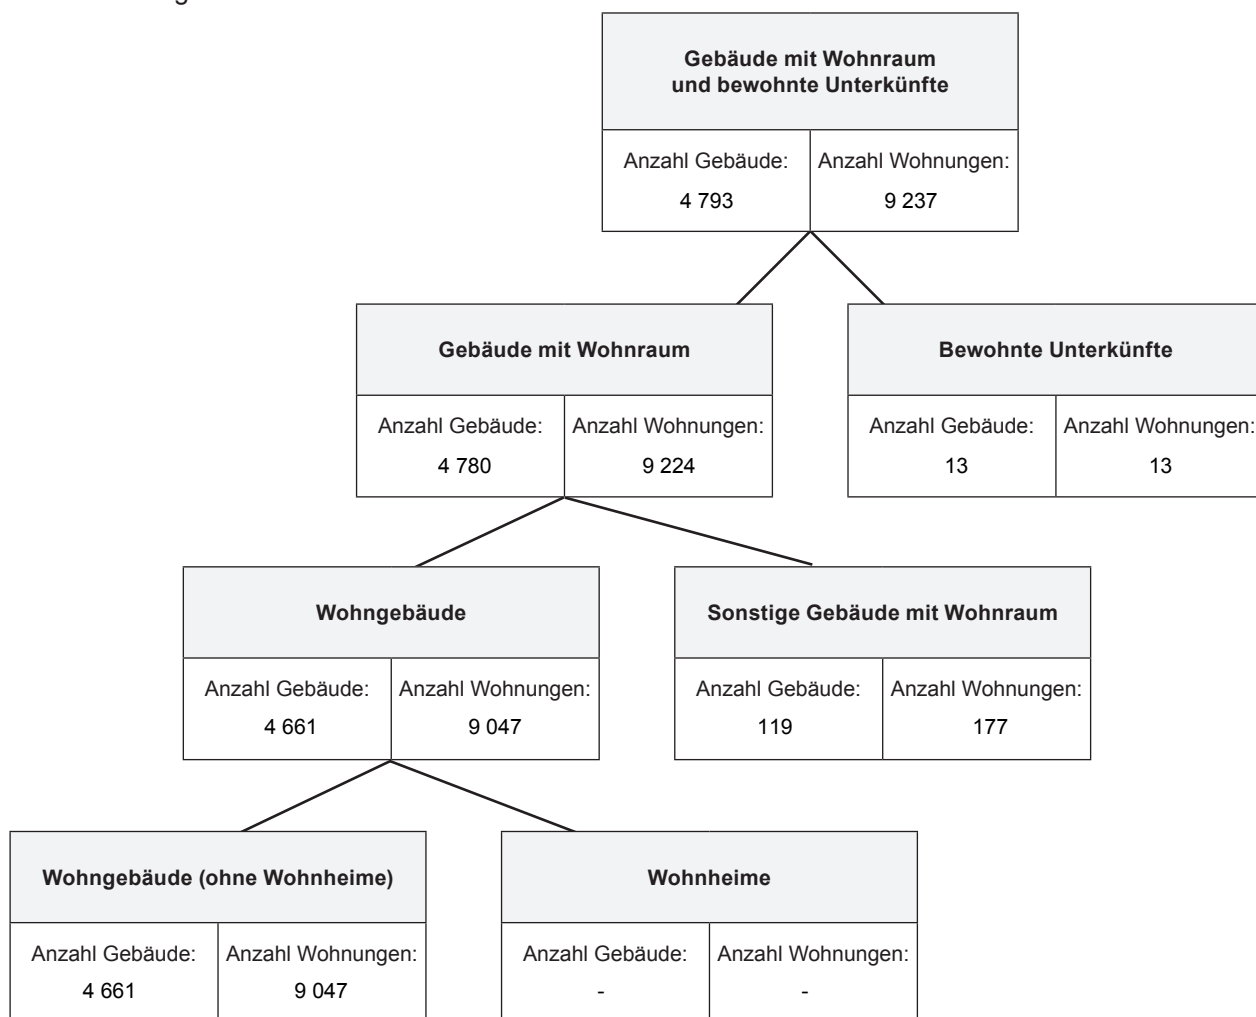 Gebäude mit Wohnraum
und bewohnte Unterkünfte
Anzahl Gebäude: Anzahl Wohnungen:
4 793 9 237
Gebäude mit Wohnraum Bewohnte Unterkünfte
Anzahl Gebäude: Anzahl Wohnungen: Anzahl Gebäude: Anzahl Wohnungen:
4 780 9 224 13 13
Wohngebäude Sonstige Gebäude mit Wohnraum
Anzahl Gebäude: Anzahl Wohnungen: Anzahl Gebäude: Anzahl Wohnungen:
4 661 9 047 119 177
Wohngebäude (ohne Wohnheime) Wohnheime
Anzahl Gebäude: Anzahl Wohnungen: Anzahl Gebäude: Anzahl Wohnungen:
4 661 9 047 - -